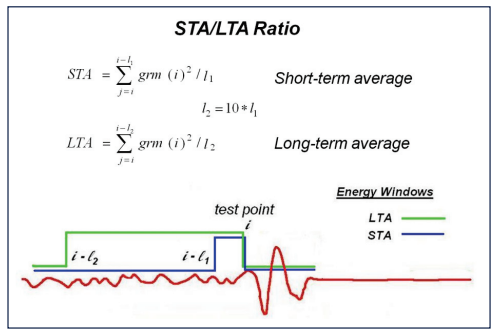 STA/LTA Ratio
STA = \sum_{j=i}^{i-l_1} grm (i)^2 / l_1 Short-term average
l_2 = 10 * l_1
LTA = \sum_{j=i}^{i-l_2} grm (i)^2 / l_2 Long-term average
Energy Windows
LTA
STA
test point
i
i - ℓ_2 i - ℓ_1